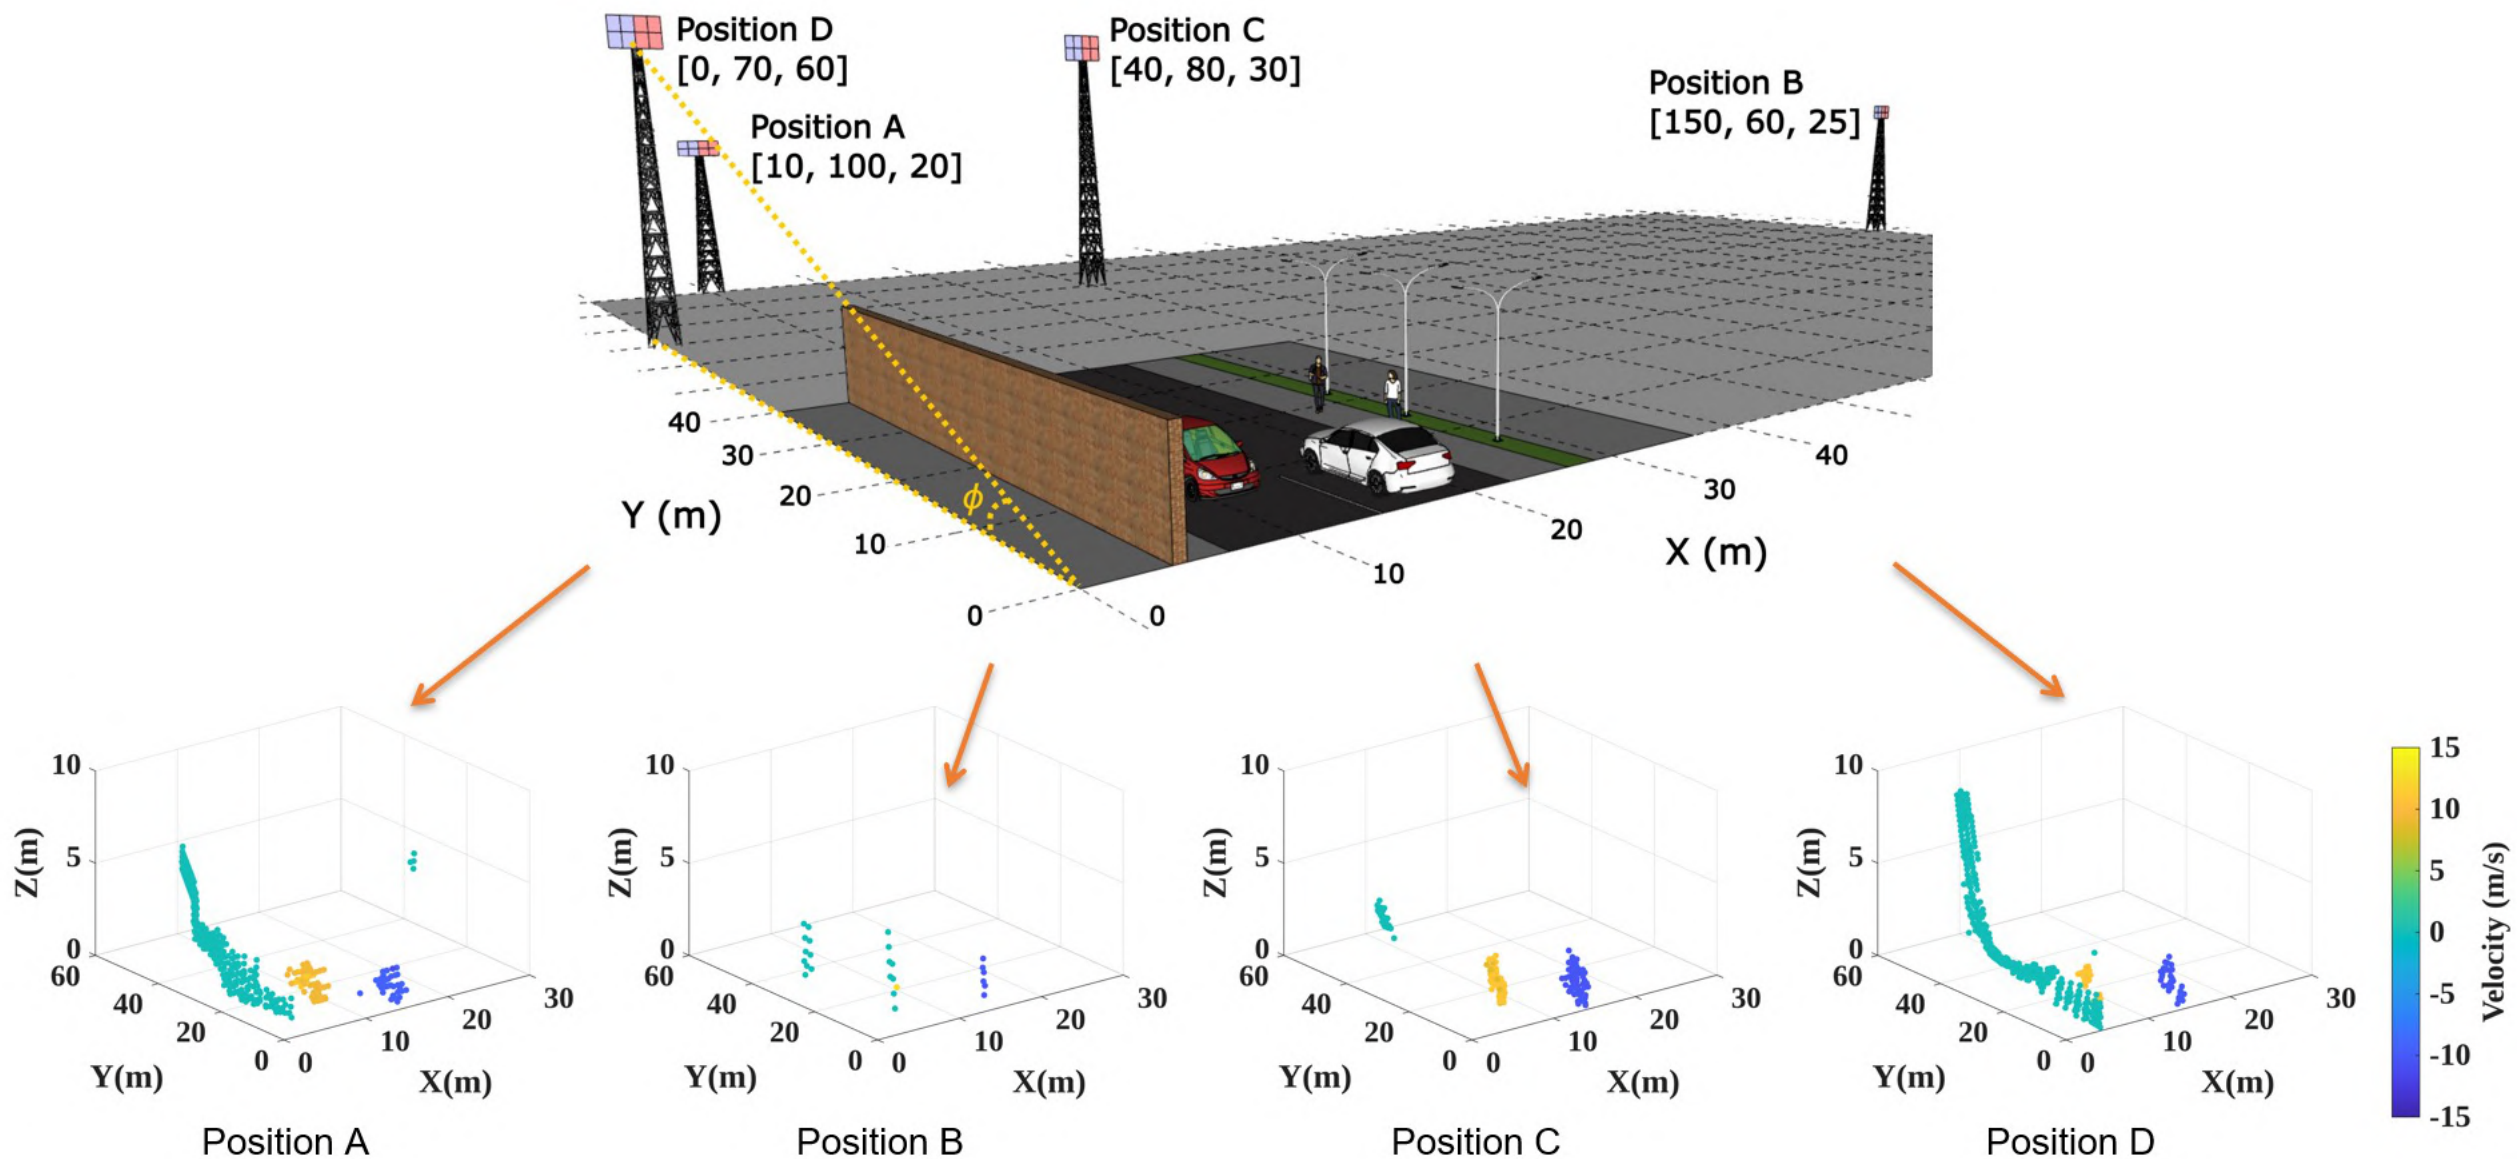 Position D
[0, 70, 60]
Position C
[40, 80, 30]
Position B
[150, 60, 25]
Position A
[10, 100, 20]
40
30
20
10
0
Y (m)
ϕ
0
10
20
30
40
X (m)
10
5
0
Z(m)
60
40
20
0
Y(m)
0
10
20
30
X(m)
Position A
10
5
0
Z(m)
60
40
20
0
Y(m)
0
10
20
30
X(m)
Position B
10
5
0
Z(m)
60
40
20
0
Y(m)
0
10
20
30
X(m)
Position C
10
5
0
Z(m)
60
40
20
0
Y(m)
0
10
20
30
X(m)
Position D
15
10
5
0
-5
-10
-15
Velocity (m/s)